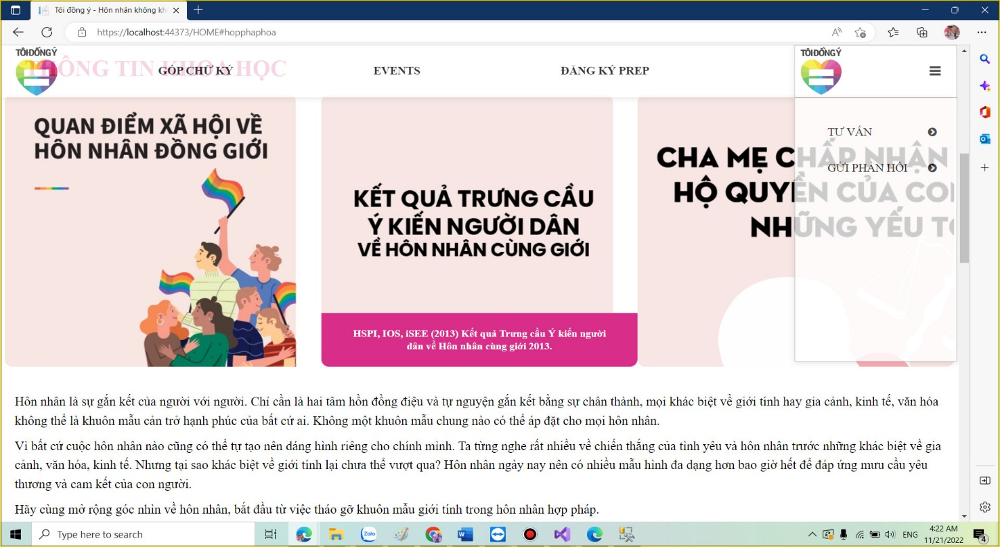 Tôi đồng ý - Hôn nhân không kh
https://localhost:44373/HOME#hopphaphoa
TÔIĐỒNGÝ
THÔNG TIN KHOA HỌC
GÓP CHỮ KÝ
EVENTS
ĐĂNG KÝ PREP
TÔIĐỒNGÝ
TƯ VẤN
GỬI PHẢN HỒI
QUAN ĐIỂM XÃ HỘI VỀ
HÔN NHÂN ĐỒNG GIỚI
KẾT QUẢ TRƯNG CẦU
Ý KIẾN NGƯỜI DÂN
VỀ HÔN NHÂN CÙNG GIỚI
HSPI, IOS, iSEE (2013) Kết quả Trưng cầu Ý kiến người
dân về Hôn nhân cùng giới 2013.
CHA MẸ CHẤP NHẬN
HỘ QUYỀN CỦA CO
NHỮNG YẾU T
Hôn nhân là sự gắn kết của người với người. Chỉ cần là hai tâm hồn đồng điệu và tự nguyện gắn kết bằng sự chân thành, mọi khác biệt về giới tính hay gia cảnh, kinh tế, văn hóa
không thể là khuôn mẫu cản trở hạnh phúc của bất cứ ai. Không một khuôn mẫu chung nào có thể áp đặt cho mọi hôn nhân.
Vì bất cứ cuộc hôn nhân nào cũng có thể tự tạo nên dáng hình riêng cho chính mình. Ta từng nghe rất nhiều về chiến thắng của tình yêu và hôn nhân trước những khác biệt về gia
cảnh, văn hóa, kinh tế. Nhưng tại sao khác biệt về giới tính lại chưa thể vượt qua? Hôn nhân ngày nay nên có nhiều mẫu hình đa dạng hơn bao giờ hết để đáp ứng mưu cầu yêu
thương và cam kết của con người.
Hãy cùng mở rộng góc nhìn về hôn nhân, bắt đầu từ việc tháo gỡ khuôn mẫu giới tính trong hôn nhân hợp pháp.
Type here to search
Zalo
ENG
4:22 AM
11/21/2022
4